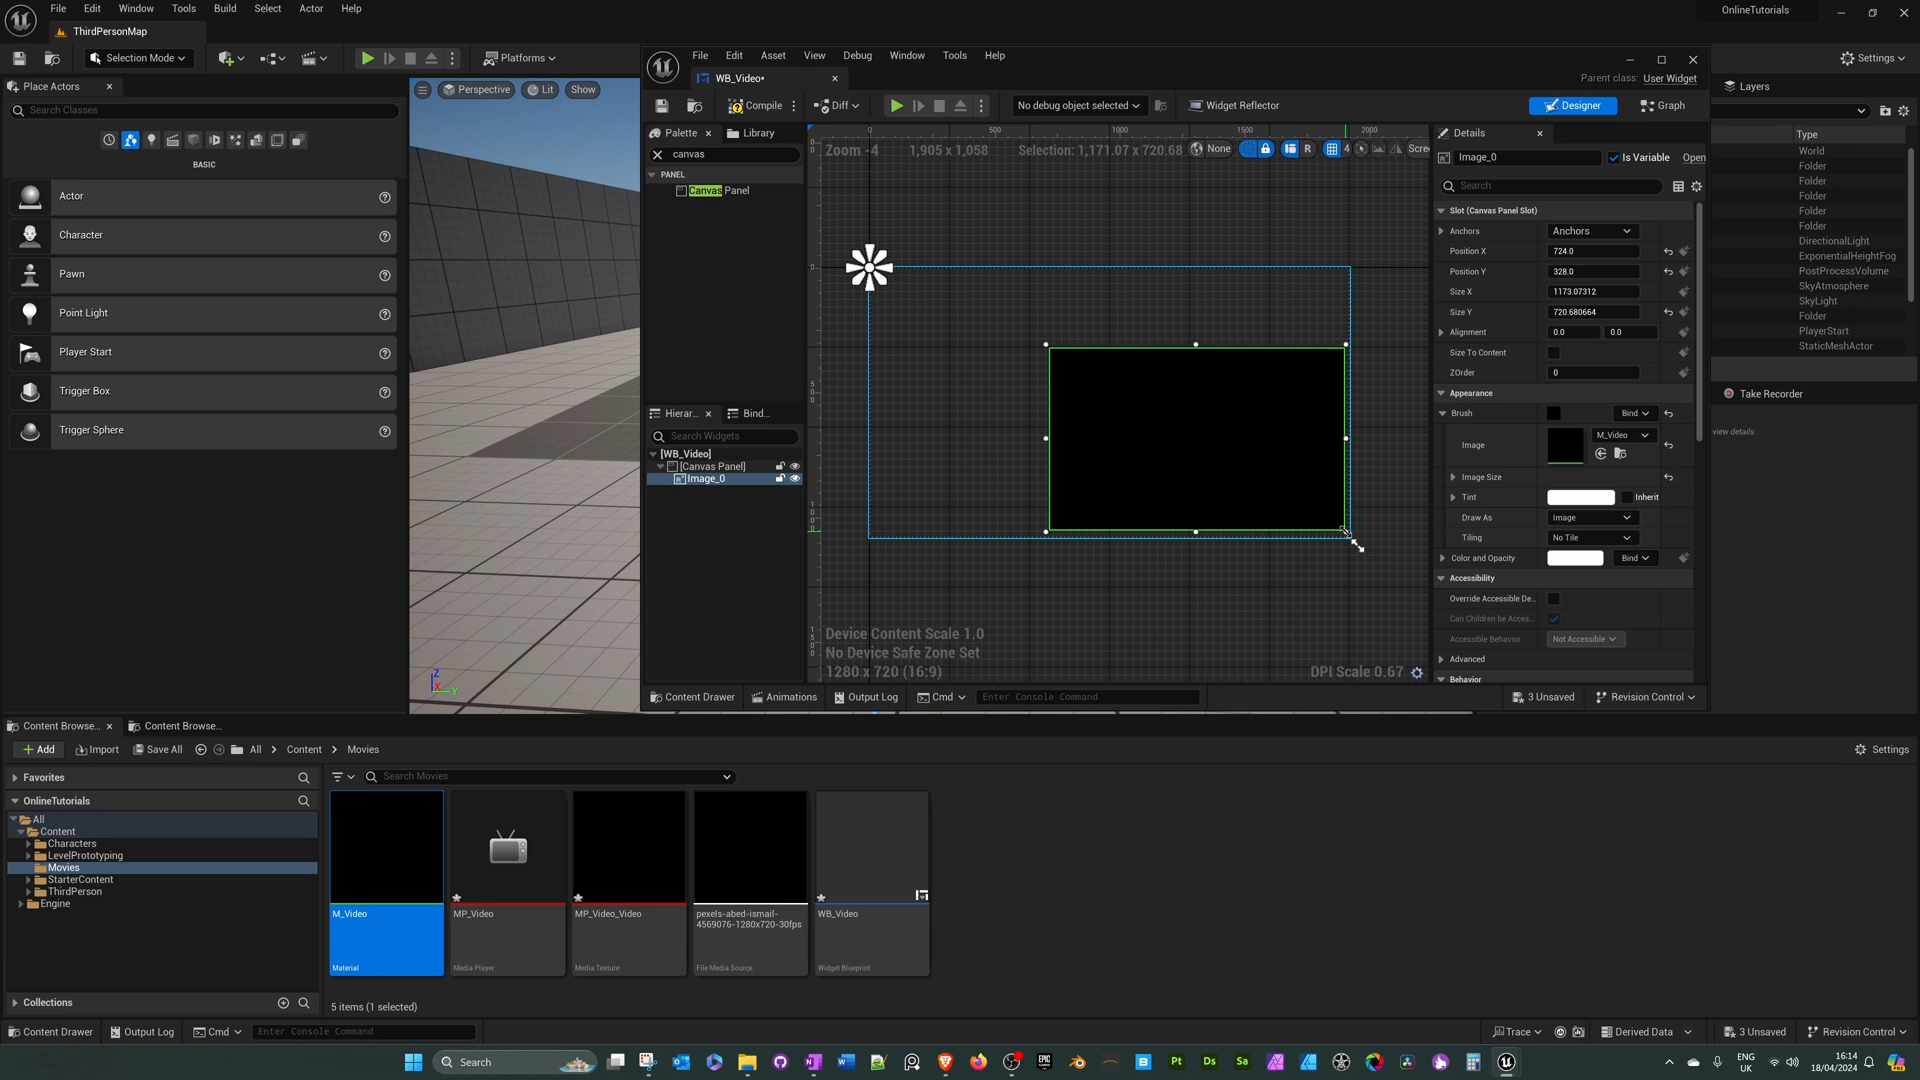 File Edit Window Tools Build Select Actor Help
OnlineTutorials
ThirdPersonMap
Selection Mode
Platforms
Settings
Place Actors
Search Classes
BASIC
Actor
Character
Pawn
Point Light
Player Start
Trigger Box
Trigger Sphere
Perspective Lit Show
File Edit Asset View Debug Window Tools Help
WB_Video*
Parent class: User Widget
Compile Diff No debug object selected Widget Reflector Designer Graph
Palette Library
canvas
PANEL
Canvas Panel
Hierar... Bind...
Search Widgets
[WB_Video]
[Canvas Panel]
Image_0
0 500 1000 1500 2000
Zoom -4 1,905 x 1,058 Selection: 1,171.07 x 720.68 None R 4 Scre
Device Content Scale 1.0
No Device Safe Zone Set
1280 x 720 (16:9)
DPI Scale 0.67
Details
Image_0 Is Variable Open
Search
Slot (Canvas Panel Slot)
Anchors Anchors
Position X 724.0
Position Y 328.0
Size X 1173.07312
Size Y 720.680664
Alignment 0.0 0.0
Size To Content
ZOrder 0
Appearance
Brush Bind
Image M_Video
Image Size
Tint Inherit
Draw As Image
Tiling No Tile
Color and Opacity Bind
Accessibility
Override Accessible De...
Can Children be Acces...
Accessible Behavior Not Accessible
Advanced
Behavior
Content Drawer Animations Output Log Cmd Enter Console Command 3 Unsaved Revision Control
Layers
Type
World
Folder
Folder
Folder
Folder
Folder
DirectionalLight
ExponentialHeightFog
PostProcessVolume
SkyAtmosphere
SkyLight
Folder
PlayerStart
StaticMeshActor
Take Recorder
view details.
Content Browse... Content Browse...
Add Import Save All All Content Movies Settings
Favorites
OnlineTutorials
All
Content
Characters
LevelPrototyping
Movies
StarterContent
ThirdPerson
Engine
Collections
Search Movies
M_Video
Material
MP_Video
Media Player
MP_Video_Video
Media Texture
pexels-abed-ismail-
4569076-1280x720-30fps
File Media Source
WB_Video
Widget Blueprint
5 items (1 selected)
Content Drawer Output Log Cmd Enter Console Command Trace Derived Data 3 Unsaved Revision Control
Search
Pt Ds Sa
ENG
UK
16:14
18/04/2024